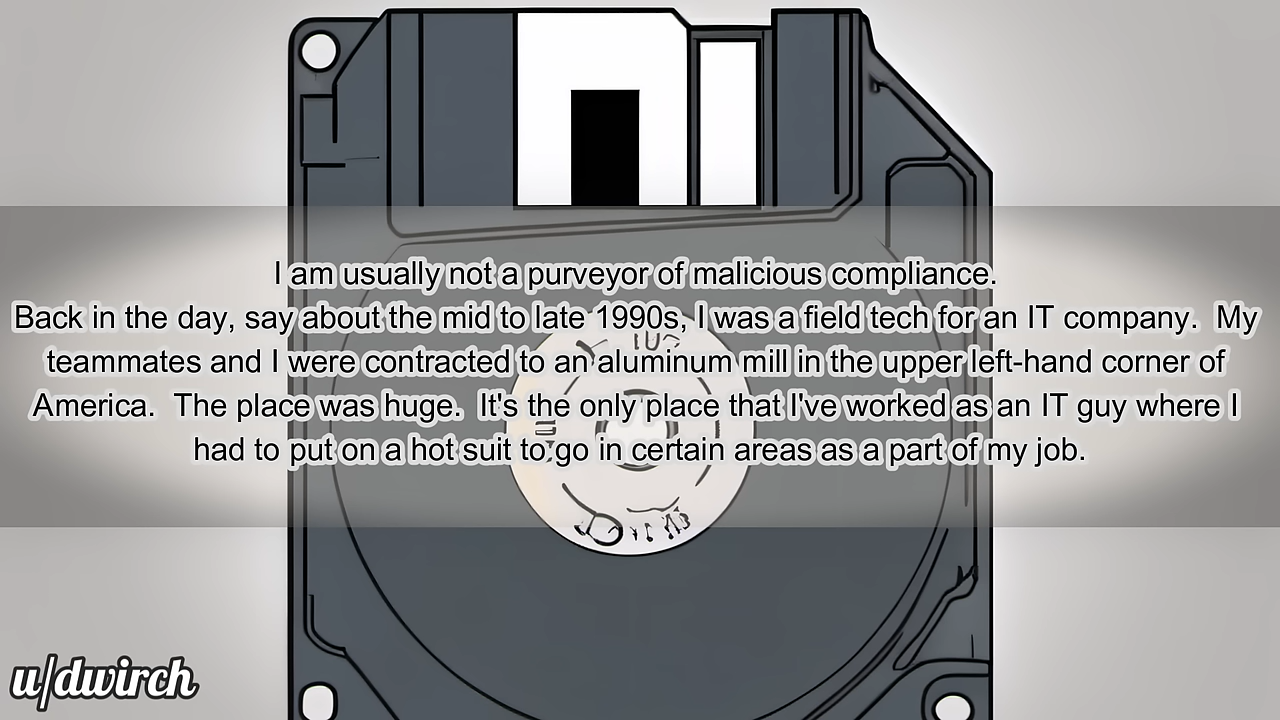 I am usually not a purveyor of malicious compliance.
Back in the day, say about the mid to late 1990s, I was a field tech for an IT company.  My
teammates and I were contracted to an aluminum mill in the upper left-hand corner of
America.  The place was huge.  It's the only place that I've worked as an IT guy where I
had to put on a hot suit to go in certain areas as a part of my job.
u/dwirch